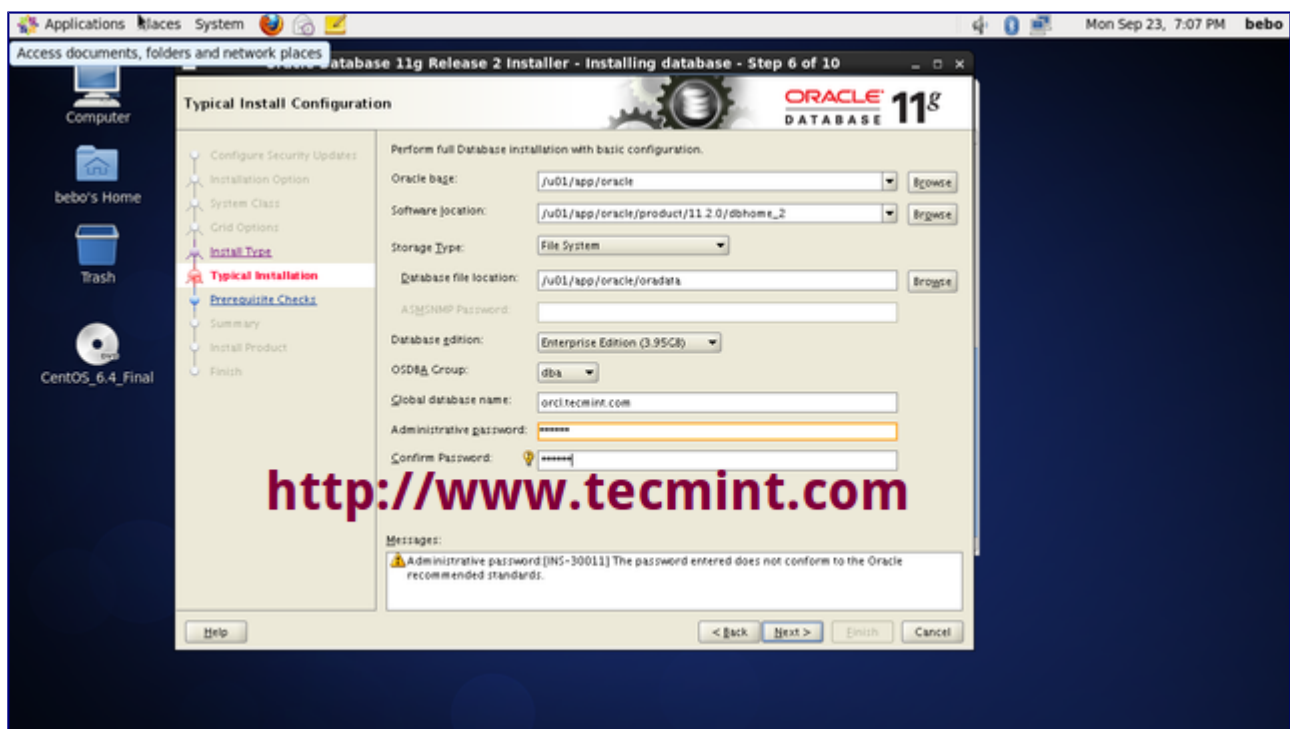 Applications Places System
Mon Sep 23, 7:07 PM bebo
Access documents, folders and network places
Database 11g Release 2 Installer - Installing database - Step 6 of 10
Computer
bebo's Home
Trash
DVD
CentOS_6.4_Final
Typical Install Configuration
ORACLE
DATABASE
11g
Configure Security Updates
Installation Option
System Class
Grid Options
Install Type
Typical Installation
Prerequisite Checks
Summary
Install Product
Finish
Perform full Database installation with basic configuration.
Oracle base: /u01/app/oracle Browse
Software location: /u01/app/oracle/product/11.2.0/dbhome_2 Browse
Storage Type: File System
Database file location: /u01/app/oracle/oradata Browse
ASMSNMP Password:
Database edition: Enterprise Edition (3.95GB)
OSDBA Group: dba
Global database name: orcl.tecmint.com
Administrative password: ••••••
Confirm Password: ••••••
http://www.tecmint.com
Messages:
Administrative password:[INS-30011] The password entered does not conform to the Oracle
recommended standards.
Help < Back Next > Finish Cancel